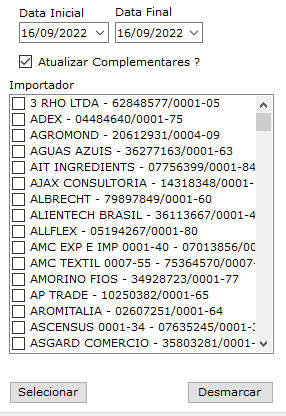 Data Inicial Data Final
16/09/2022 16/09/2022
Atualizar Complementares ?
Importador
3 RHO LTDA - 62848577/0001-05
ADEX - 04484640/0001-75
AGROMOND - 20612931/0004-09
AGUAS AZUIS - 36277163/0001-63
AIT INGREDIENTS - 07756399/0001-84
AJAX CONSULTORIA - 14318348/0001-
ALBRECHT - 79897849/0001-60
ALIENTECH BRASIL - 36113667/0001-4
ALLFLEX - 05194267/0001-80
AMC EXP E IMP 0001-40 - 07013856/00
AMC TEXTIL 0007-55 - 75364570/0007-
AMORINO FIOS - 34928723/0001-77
AP TRADE - 10250382/0001-65
AROMITALIA - 02607251/0001-64
ASCENSUS 0001-34 - 07635245/0001-3
ASGARD COMERCIO - 35803281/0001-
Selecionar Desmarcar